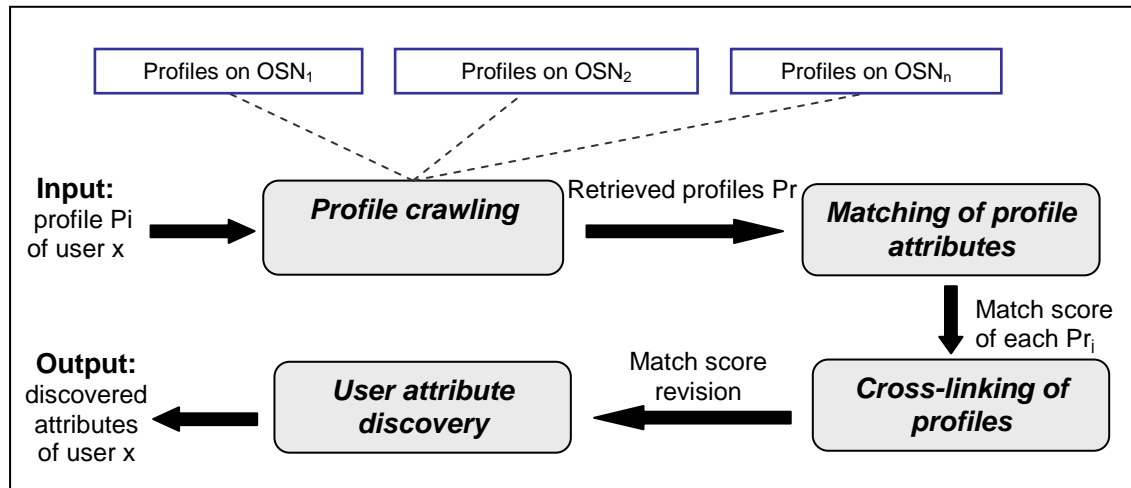 Profiles on OSN₁
Profiles on OSN₂
Profiles on OSNₙ
Input:
profile Pi
of user x
Profile crawling
Retrieved profiles Pr
Matching of profile
attributes
Match score
of each Prⱼ
Output:
discovered
attributes
of user x
User attribute
discovery
Match score
revision
Cross-linking of
profiles